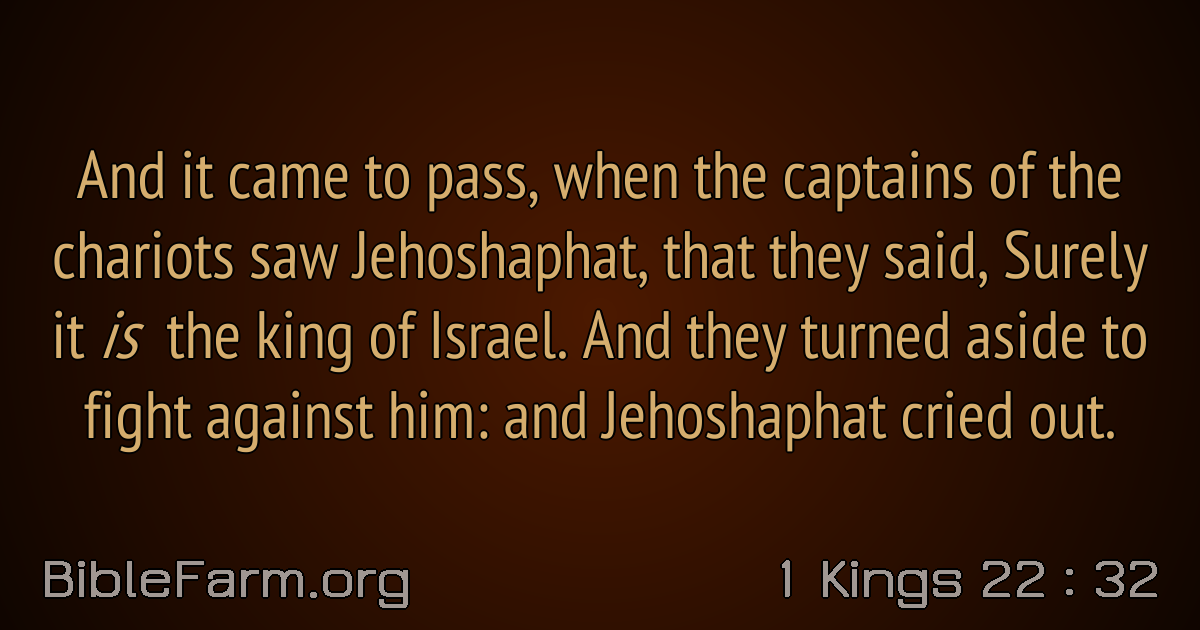 And it came to pass, when the captains of the
chariots saw Jehoshaphat, that they said, Surely
it is the king of Israel. And they turned aside to
fight against him: and Jehoshaphat cried out.
BibleFarm.org
1 Kings 22 : 32